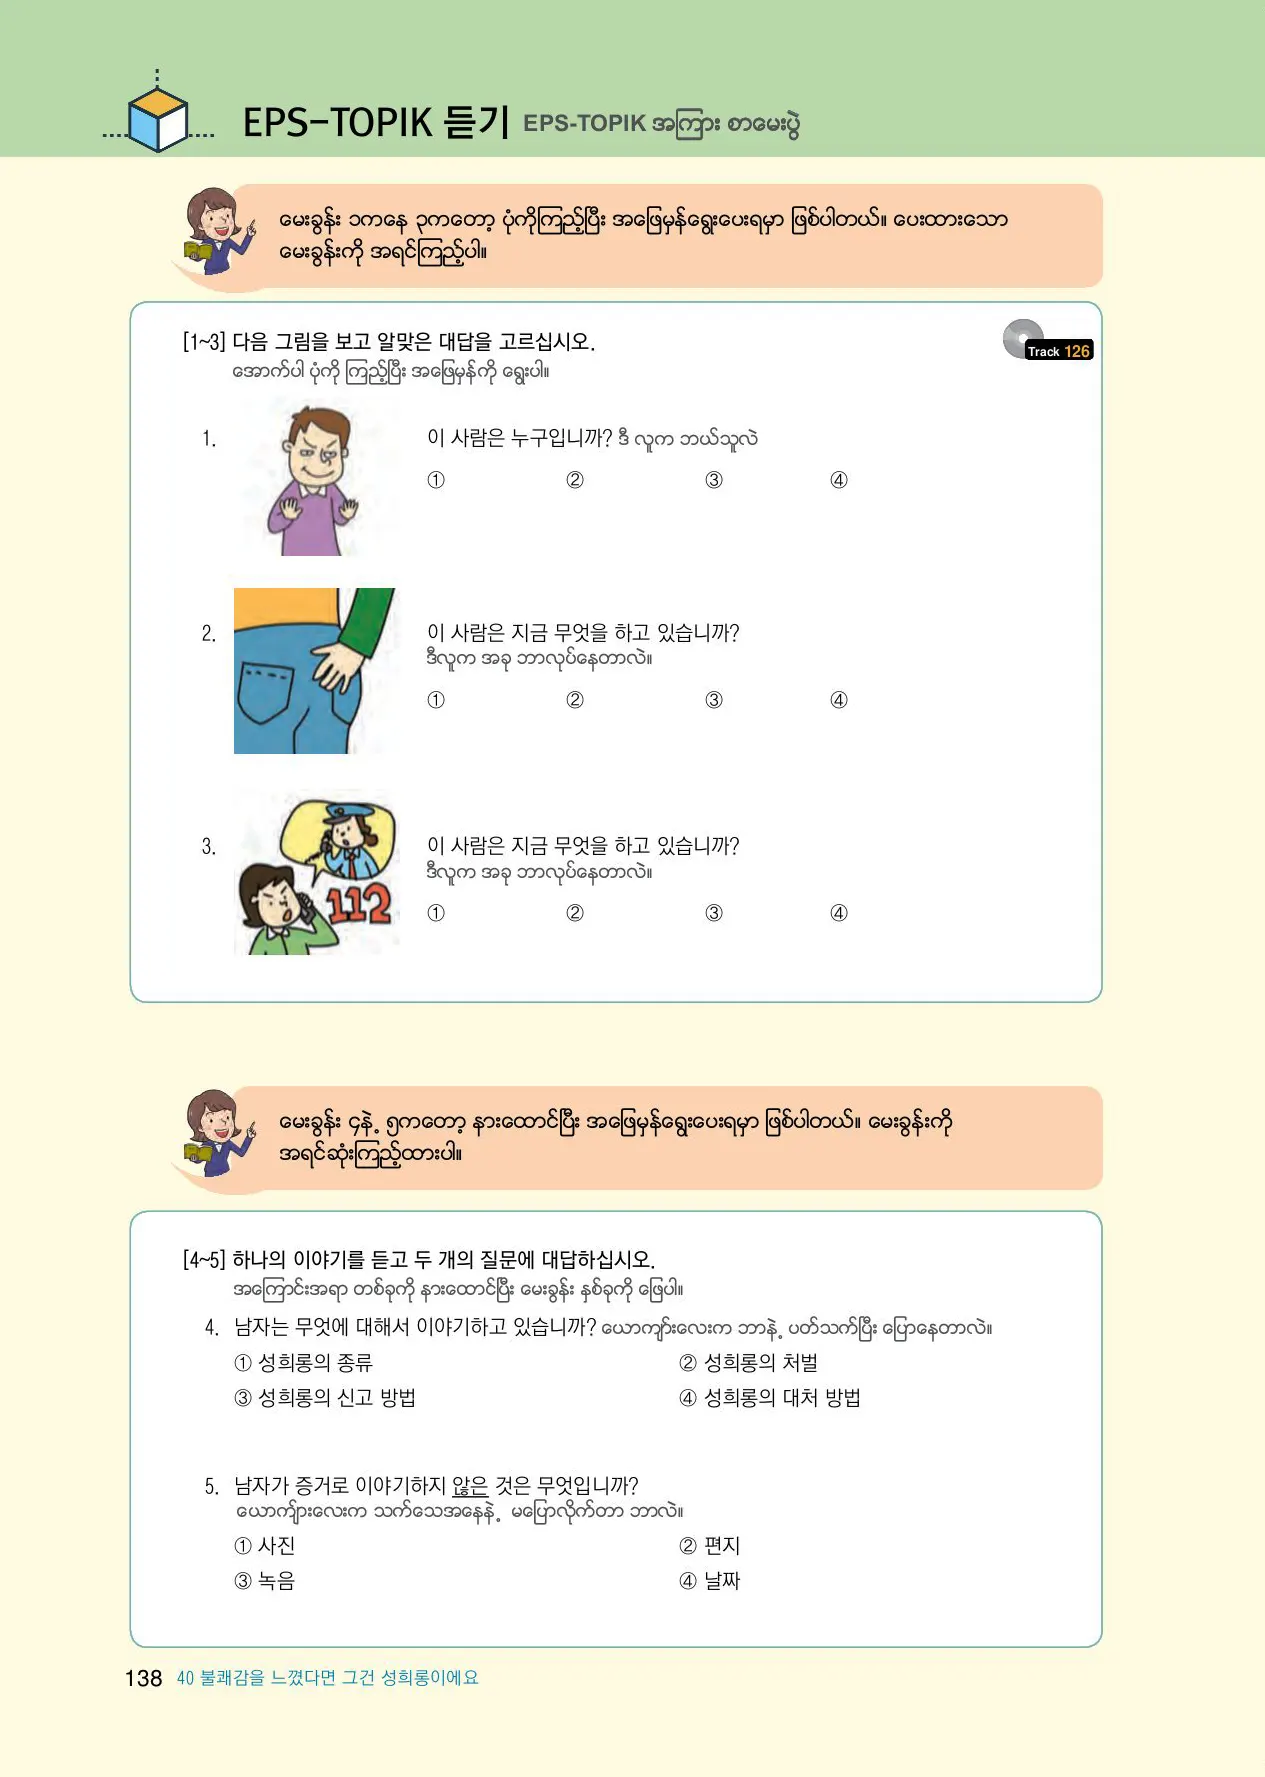 EPS-TOPIK 듣기 EPS-TOPIK အကြား စာမေးပွဲ
မေးခွန်း ၁ကနေ ၃ကတော့ ပုံကိုကြည့်ပြီး အဖြေမှန်ရွေးပေးရမှာ ဖြစ်ပါတယ်။ ပေးထားသော
မေးခွန်းကို အရင်ကြည့်ပါ။
[1~3] 다음 그림을 보고 알맞은 대답을 고르십시오.
Track 126
အောက်ပါ ပုံကို ကြည့်ပြီး အဖြေမှန်ကို ရွေးပါ။
1. 이 사람은 누구입니까? ဒီ လူက ဘယ်သူလဲ
① ② ③ ④
2. 이 사람은 지금 무엇을 하고 있습니까?
ဒီလူက အခု ဘာလုပ်နေတာလဲ။
① ② ③ ④
3. 이 사람은 지금 무엇을 하고 있습니까?
ဒီလူက အခု ဘာလုပ်နေတာလဲ။
112
① ② ③ ④
မေးခွန်း ၄နဲ့ ၅ကတော့ နားထောင်ပြီး အဖြေမှန်ရွေးပေးရမှာ ဖြစ်ပါတယ်။ မေးခွန်းကို
အရင်ဆုံးကြည့်ထားပါ။
[4~5] 하나의 이야기를 듣고 두 개의 질문에 대답하십시오.
အကြောင်းအရာ တစ်ခုကို နားထောင်ပြီး မေးခွန်း နှစ်ခုကို ဖြေပါ။
4. 남자는 무엇에 대해서 이야기하고 있습니까? ယောကျာ်းလေးက ဘာနဲ့ ပတ်သက်ပြီး ပြောနေတာလဲ။
① 성희롱의 종류 ② 성희롱의 처벌
③ 성희롱의 신고 방법 ④ 성희롱의 대처 방법
5. 남자가 증거로 이야기하지 않은 것은 무엇입니까?
ယောကျ်ားလေးက သက်သေအနေနဲ့ မပြောလိုက်တာ ဘာလဲ။
① 사진 ② 편지
③ 녹음 ④ 날짜
138 40 불쾌감을 느꼈다면 그건 성희롱이에요